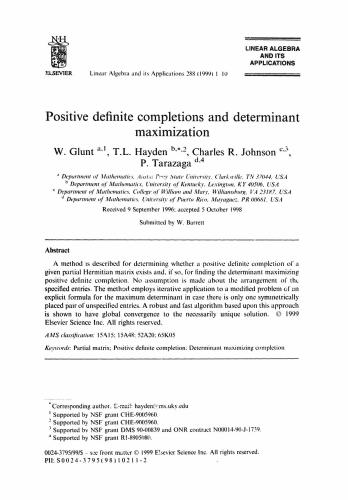 N·H
ELSEVIER
Linear Algebra and its Applications 288 (1999) 1–10
LINEAR ALGEBRA
AND ITS
APPLICATIONS
Positive definite completions and determinant
maximization
W. Glunt a,1, T.L. Hayden b,*,2, Charles R. Johnson c,3,
P. Tarazaga d,4
a Department of Mathematics, Austin Peay State University, Clarksville, TN 37044, USA
b Department of Mathematics, University of Kentucky, Lexington, KY 40506, USA
c Department of Mathematics, College of William and Mary, Williamsburg, VA 23187, USA
d Department of Mathematics, University of Puerto Rico, Mayaguez, PR 00661, USA
Received 9 September 1996; accepted 5 October 1998
Submitted by W. Barrett
Abstract
A method is described for determining whether a positive definite completion of a
given partial Hermitian matrix exists and, if so, for finding the determinant maximizing
positive definite completion. No assumption is made about the arrangement of the
specified entries. The method employs iterative application to a modified problem of an
explicit formula for the maximum determinant in case there is only one symmetrically
placed pair of unspecified entries. A robust and fast algorithm based upon this approach
is shown to have global convergence to the necessarily unique solution. © 1999
Elsevier Science Inc. All rights reserved.
AMS classification: 15A15; 15A48; 52A20; 65K05
Keywords: Partial matrix; Positive definite completion; Determinant maximizing completion
* Corresponding author. E-mail: hayden@ms.uky.edu
1 Supported by NSF grant CHE-9005960.
2 Supported by NSF grant CHE-9005960.
3 Supported by NSF grant DMS 90-00839 and ONR contract N00014-90-J-1739.
4 Supported by NSF grant RI-8905080.
0024-3795/99/$ – see front matter © 1999 Elsevier Science Inc. All rights reserved.
PII: S0024-3795(98)10211-2